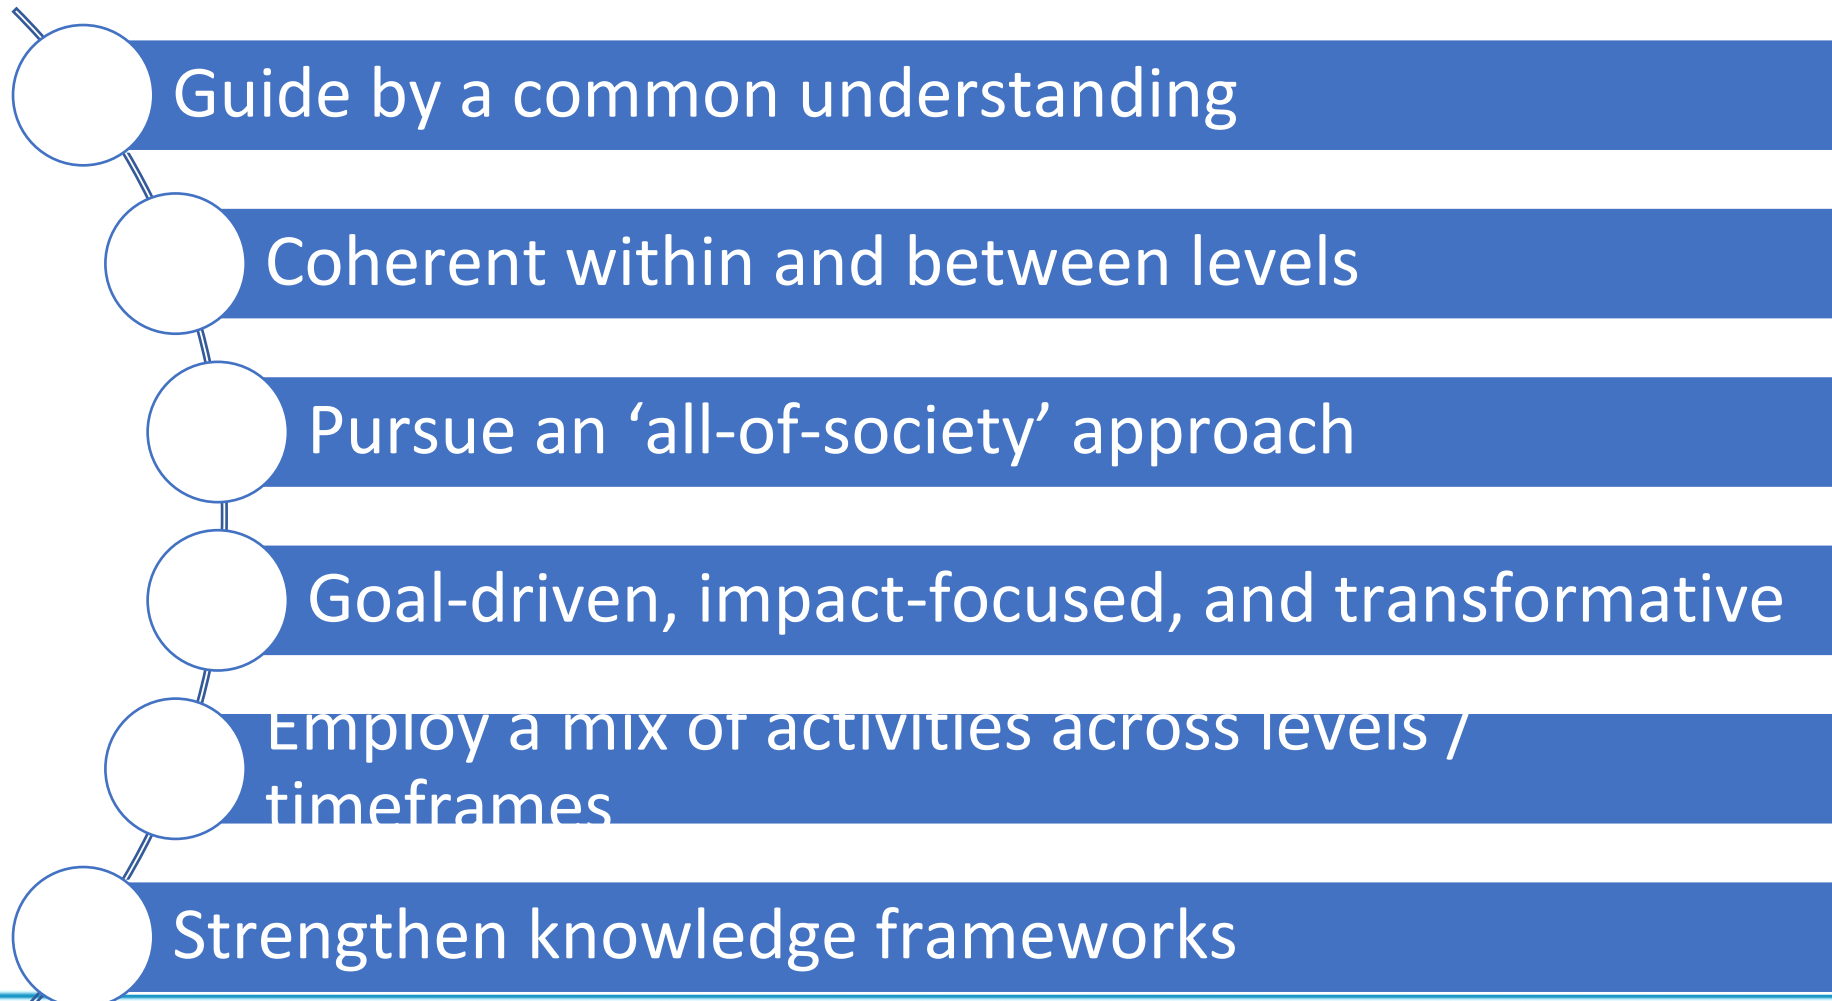 Guide by a common understanding
Coherent within and between levels
Pursue an ‘all-of-society’ approach
Goal-driven, impact-focused, and transformative
Employ a mix of activities across levels /
timeframes
Strengthen knowledge frameworks